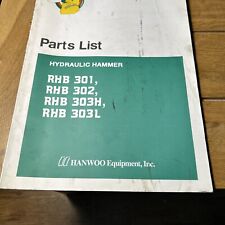 Parts List
HYDRAULIC HAMMER
RHB 301,
RHB 302,
RHB 303H,
RHB 303L
HANWOO Equipment, Inc.